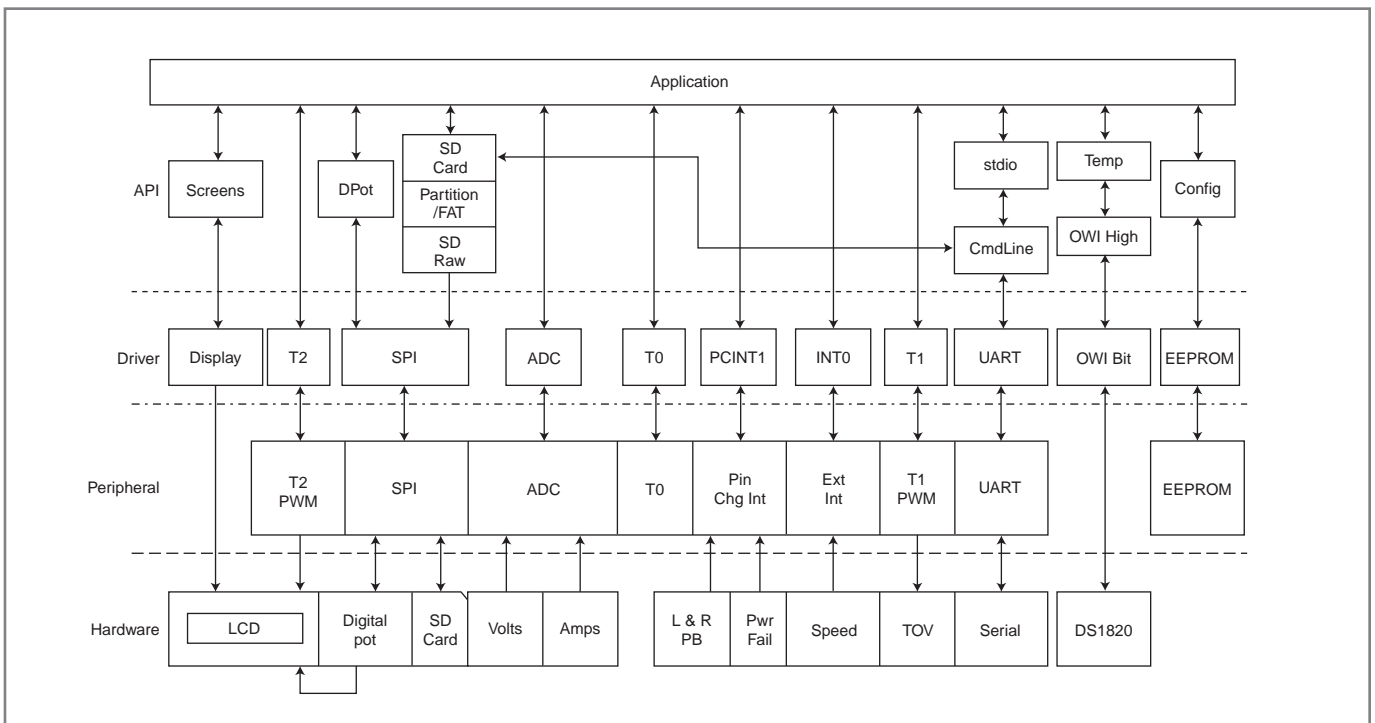 Application
API
Screens
DPot
SD
Card
Partition
/FAT
SD
Raw
stdio
CmdLine
Temp
OWI High
Config
Driver
Display
T2
SPI
ADC
T0
PCINT1
INT0
T1
UART
OWI Bit
EEPROM
Peripheral
T2
PWM
SPI
ADC
T0
Pin
Chg Int
Ext
Int
T1
PWM
UART
EEPROM
Hardware
LCD
Digital
pot
SD
Card
Volts
Amps
L & R
PB
Pwr
Fail
Speed
TOV
Serial
DS1820